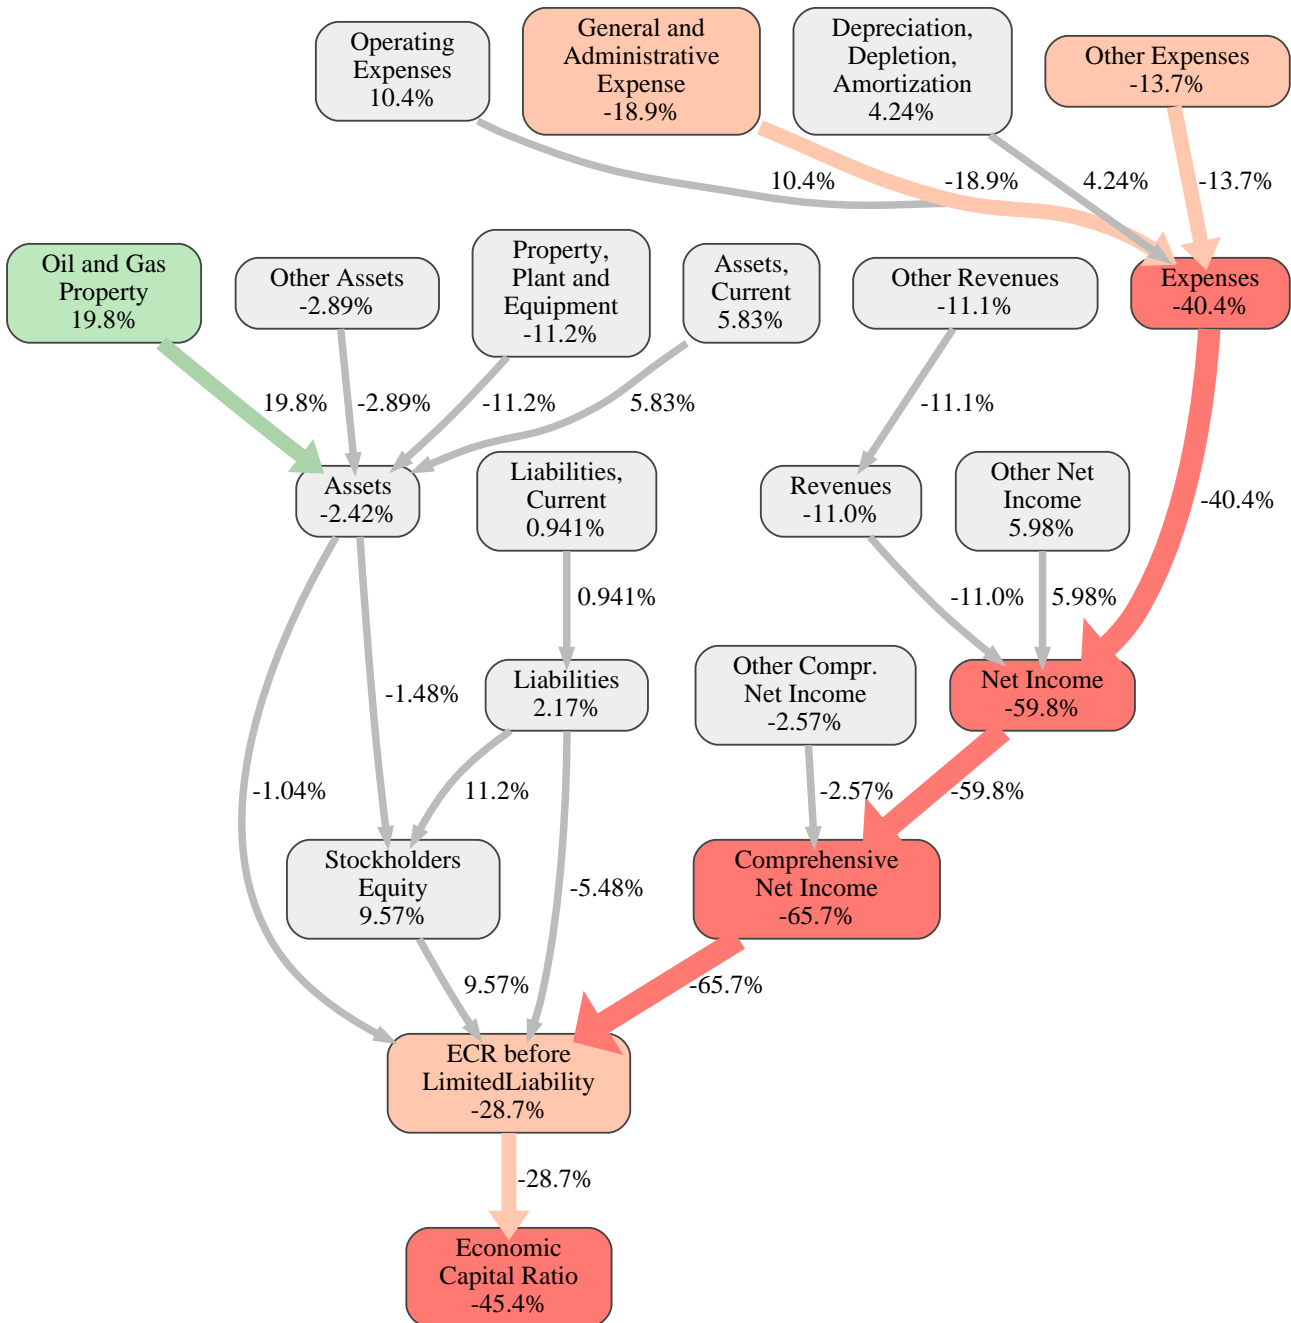 Operating
Expenses
10.4%
General and
Administrative
Expense
-18.9%
Depreciation,
Depletion,
Amortization
4.24%
Other Expenses
-13.7%
10.4%
-18.9%
4.24%
-13.7%
Oil and Gas
Property
19.8%
Other Assets
-2.89%
Property,
Plant and
Equipment
-11.2%
Assets,
Current
5.83%
Other Revenues
-11.1%
Expenses
-40.4%
19.8%
-2.89%
-11.2%
5.83%
-11.1%
-40.4%
Assets
-2.42%
Liabilities,
Current
0.941%
Revenues
-11.0%
Other Net
Income
5.98%
0.941%
-11.0%
5.98%
-1.48%
Liabilities
2.17%
Other Compr.
Net Income
-2.57%
Net Income
-59.8%
-1.04%
11.2%
-2.57%
-59.8%
Stockholders
Equity
9.57%
-5.48%
Comprehensive
Net Income
-65.7%
9.57%
-65.7%
ECR before
LimitedLiability
-28.7%
-28.7%
Economic
Capital Ratio
-45.4%